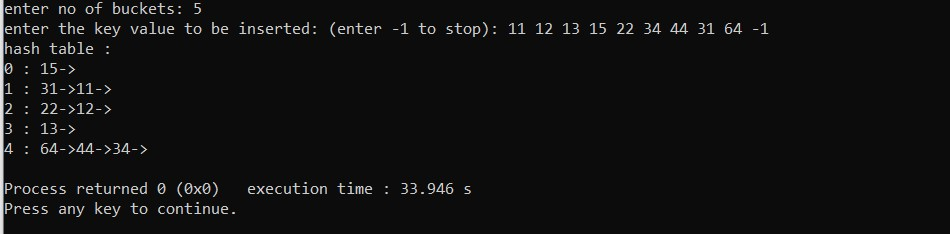 enter no of buckets: 5
enter the key value to be inserted: (enter -1 to stop): 11 12 13 15 22 34 44 31 64 -1
hash table :
0 : 15->
1 : 31->11->
2 : 22->12->
3 : 13->
4 : 64->44->34->
Process returned 0 (0x0)   execution time : 33.946 s
Press any key to continue.